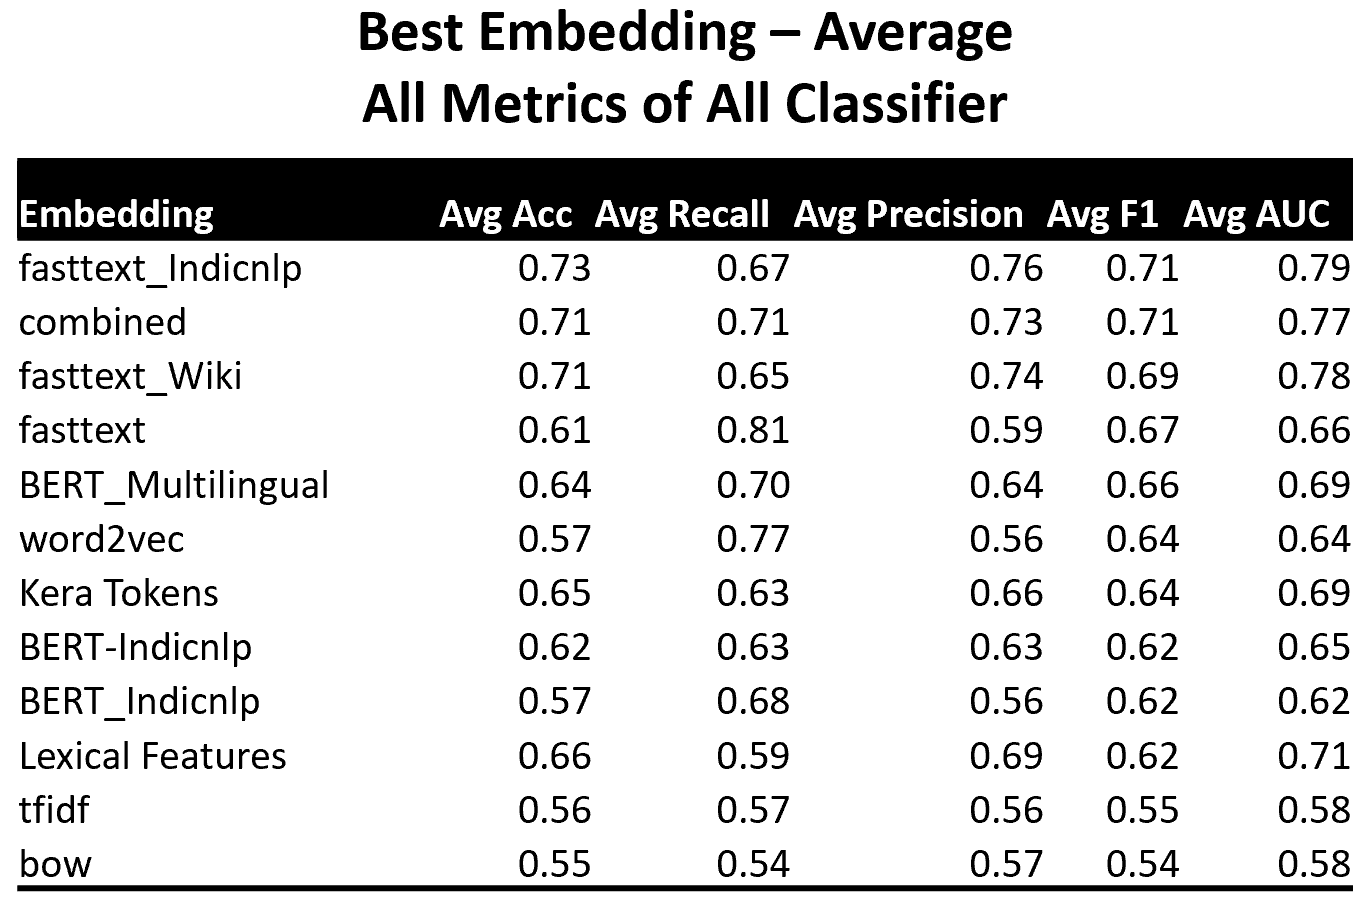 Best Embedding – Average
All Metrics of All Classifier
Embedding Avg Acc Avg Recall Avg Precision Avg F1 Avg AUC
fasttext_Indicnlp 0.73 0.67 0.76 0.71 0.79
combined 0.71 0.71 0.73 0.71 0.77
fasttext_Wiki 0.71 0.65 0.74 0.69 0.78
fasttext 0.61 0.81 0.59 0.67 0.66
BERT_Multilingual 0.64 0.70 0.64 0.66 0.69
word2vec 0.57 0.77 0.56 0.64 0.64
Kera Tokens 0.65 0.63 0.66 0.64 0.69
BERT-Indicnlp 0.62 0.63 0.63 0.62 0.65
BERT_Indicnlp 0.57 0.68 0.56 0.62 0.62
Lexical Features 0.66 0.59 0.69 0.62 0.71
tfidf 0.56 0.57 0.56 0.55 0.58
bow 0.55 0.54 0.57 0.54 0.58